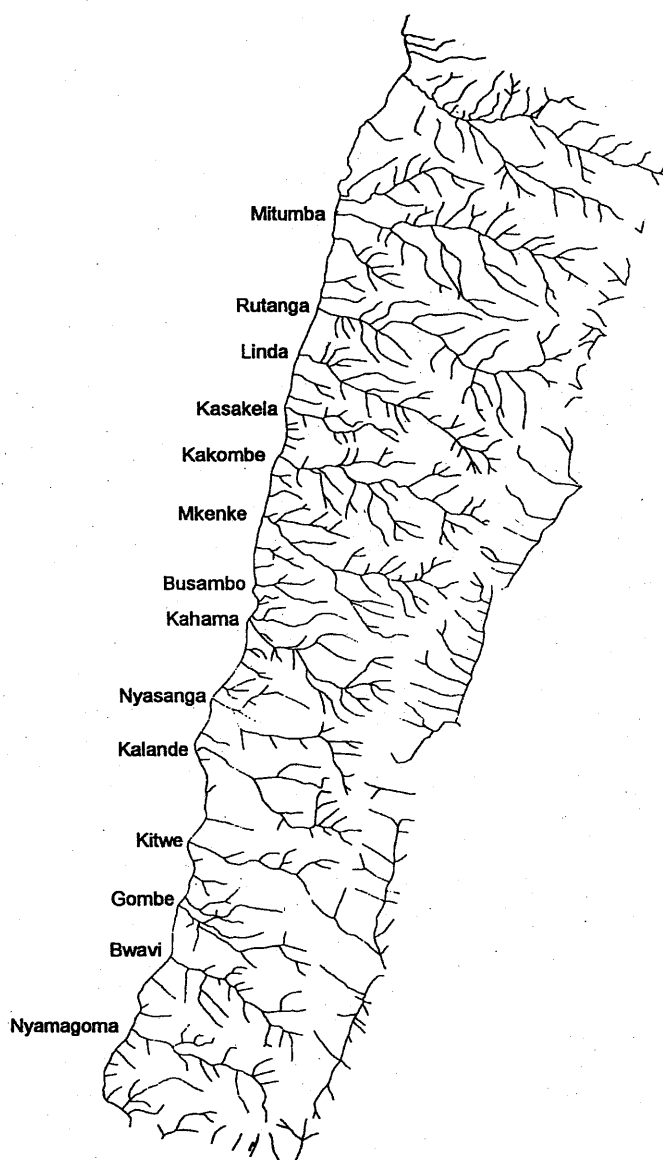 Mitumba
Rutanga
Linda
Kasakela
Kakombe
Mkenke
Busambo
Kahama
Nyasanga
Kalande
Kitwe
Gombe
Bwavi
Nyamagoma